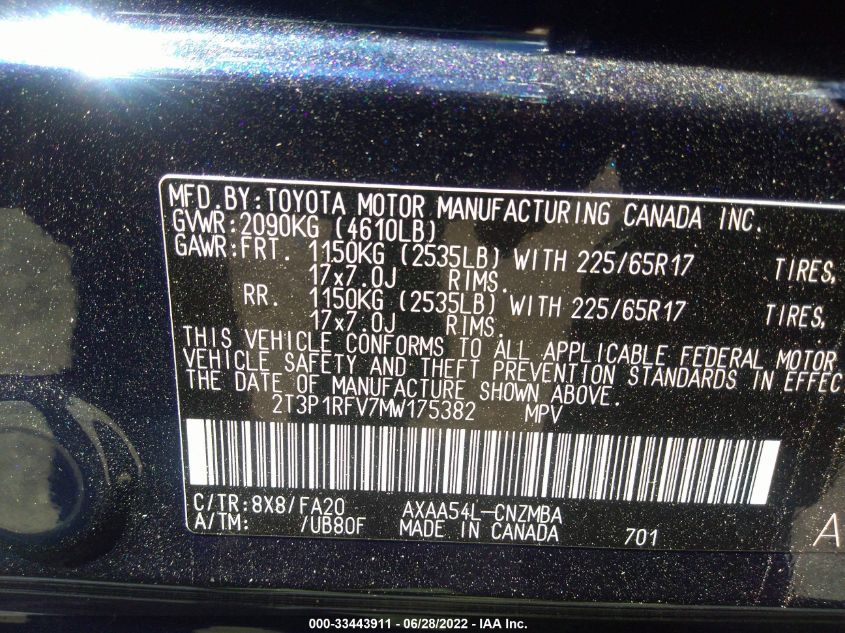 MFD.BY:TOYOTA MOTOR MANUFACTURING CANADA INC.
GVWR:2090KG (4610LB)
GAWR:FRT. 1150KG (2535LB) WITH 225/65R17 TIRES,
17x7.0J RIMS.
RR. 1150KG (2535LB) WITH 225/65R17 TIRES,
17x7.0J RIMS.
THIS VEHICLE CONFORMS TO ALL APPLICABLE FEDERAL MOTOR
VEHICLE SAFETY AND THEFT PREVENTION STANDARDS IN EFFEC
THE DATE OF MANUFACTURE SHOWN ABOVE.
2T3P1RFV7MW175382 MPV
C/TR:8X8/FA20 AXAA54L-CNZMBA
A/TM: /UB80F MADE IN CANADA 701 A
000-33443911 - 06/28/2022 - IAA Inc.